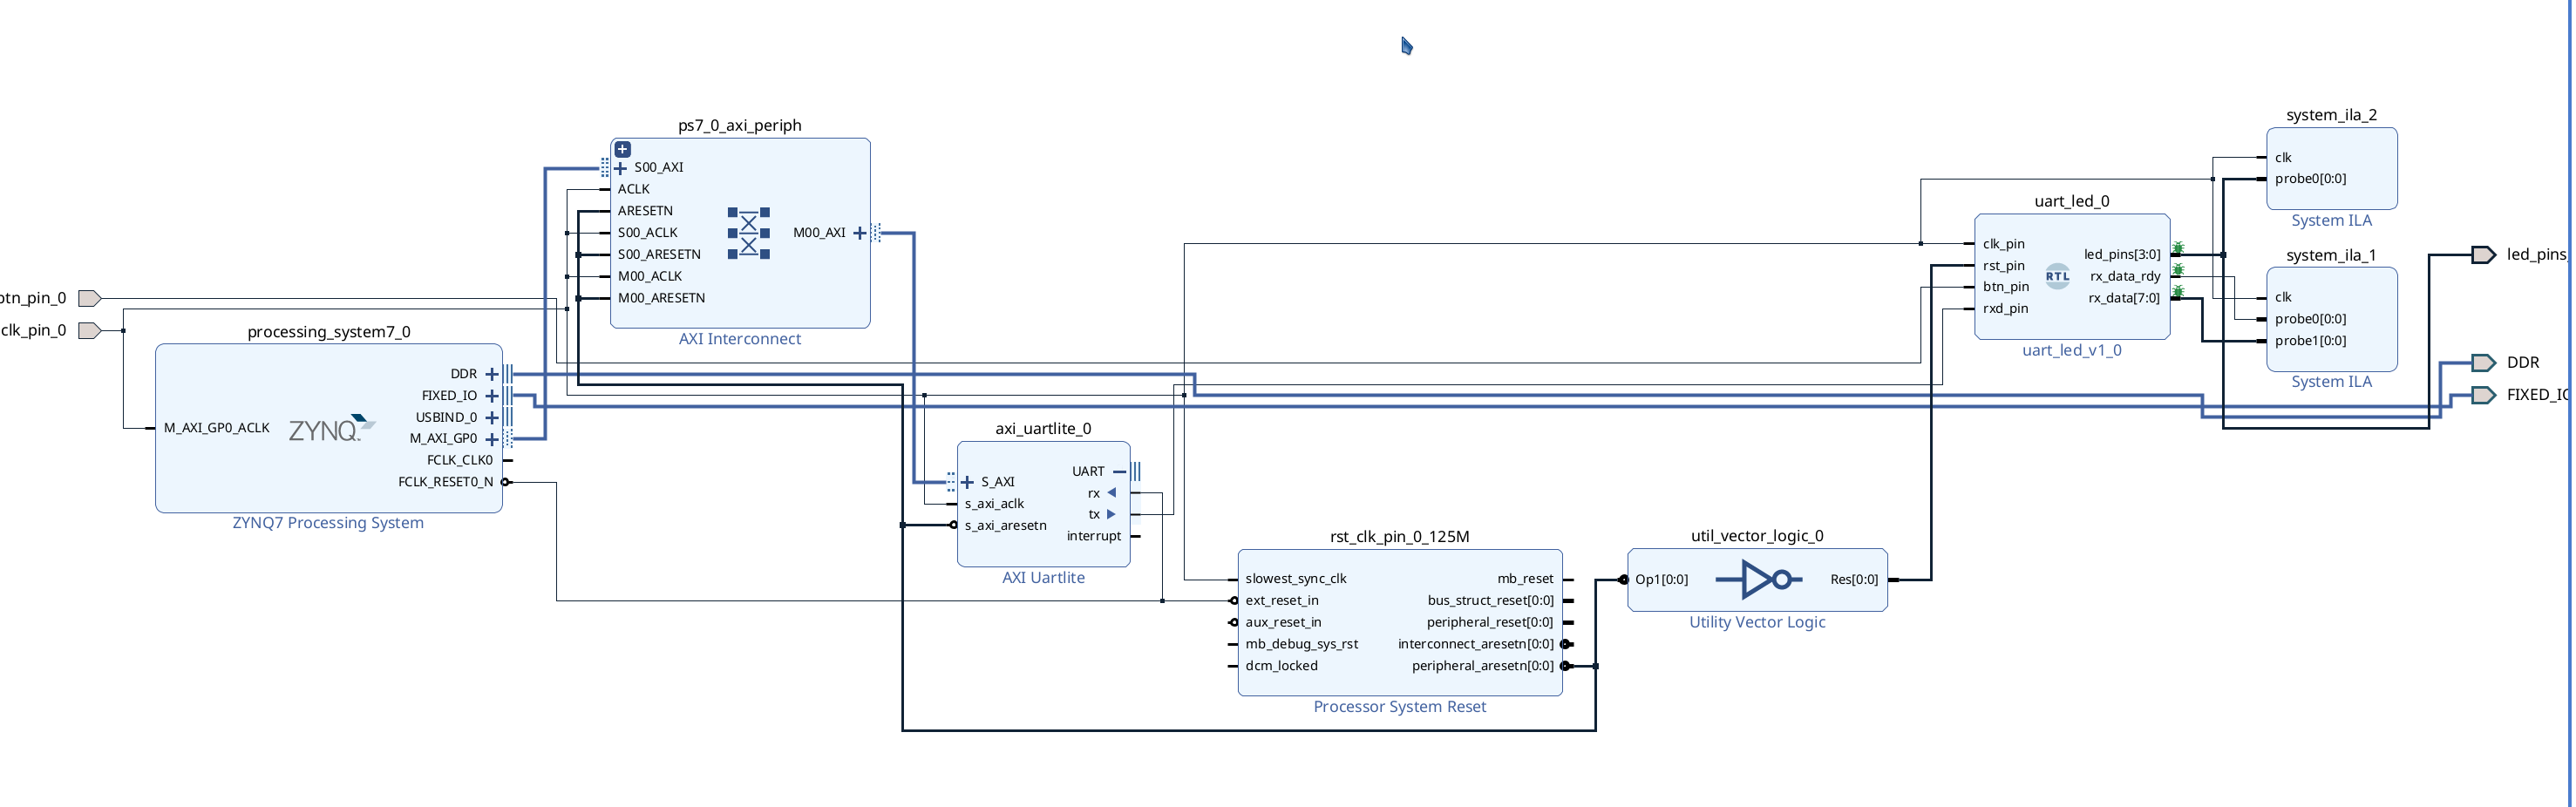 btn_pin_0
clk_pin_0
processing_system7_0
M_AXI_GP0_ACLK
ZYNQ
DDR
FIXED_IO
USBIND_0
M_AXI_GP0
FCLK_CLK0
FCLK_RESET0_N
ZYNQ7 Processing System
ps7_0_axi_periph
S00_AXI
ACLK
ARESETN
S00_ACLK
S00_ARESETN
M00_ACLK
M00_ARESETN
M00_AXI
AXI Interconnect
axi_uartlite_0
S_AXI
s_axi_aclk
s_axi_aresetn
UART
rx
tx
interrupt
AXI Uartlite
rst_clk_pin_0_125M
slowest_sync_clk
ext_reset_in
aux_reset_in
mb_debug_sys_rst
dcm_locked
mb_reset
bus_struct_reset[0:0]
peripheral_reset[0:0]
interconnect_aresetn[0:0]
peripheral_aresetn[0:0]
Processor System Reset
util_vector_logic_0
Op1[0:0]
Res[0:0]
Utility Vector Logic
uart_led_0
clk_pin
rst_pin
btn_pin
rxd_pin
RTL
led_pins[3:0]
rx_data_rdy
rx_data[7:0]
uart_led_v1_0
system_ila_2
clk
probe0[0:0]
System ILA
system_ila_1
clk
probe0[0:0]
probe1[0:0]
System ILA
led_pins_
DDR
FIXED_IO